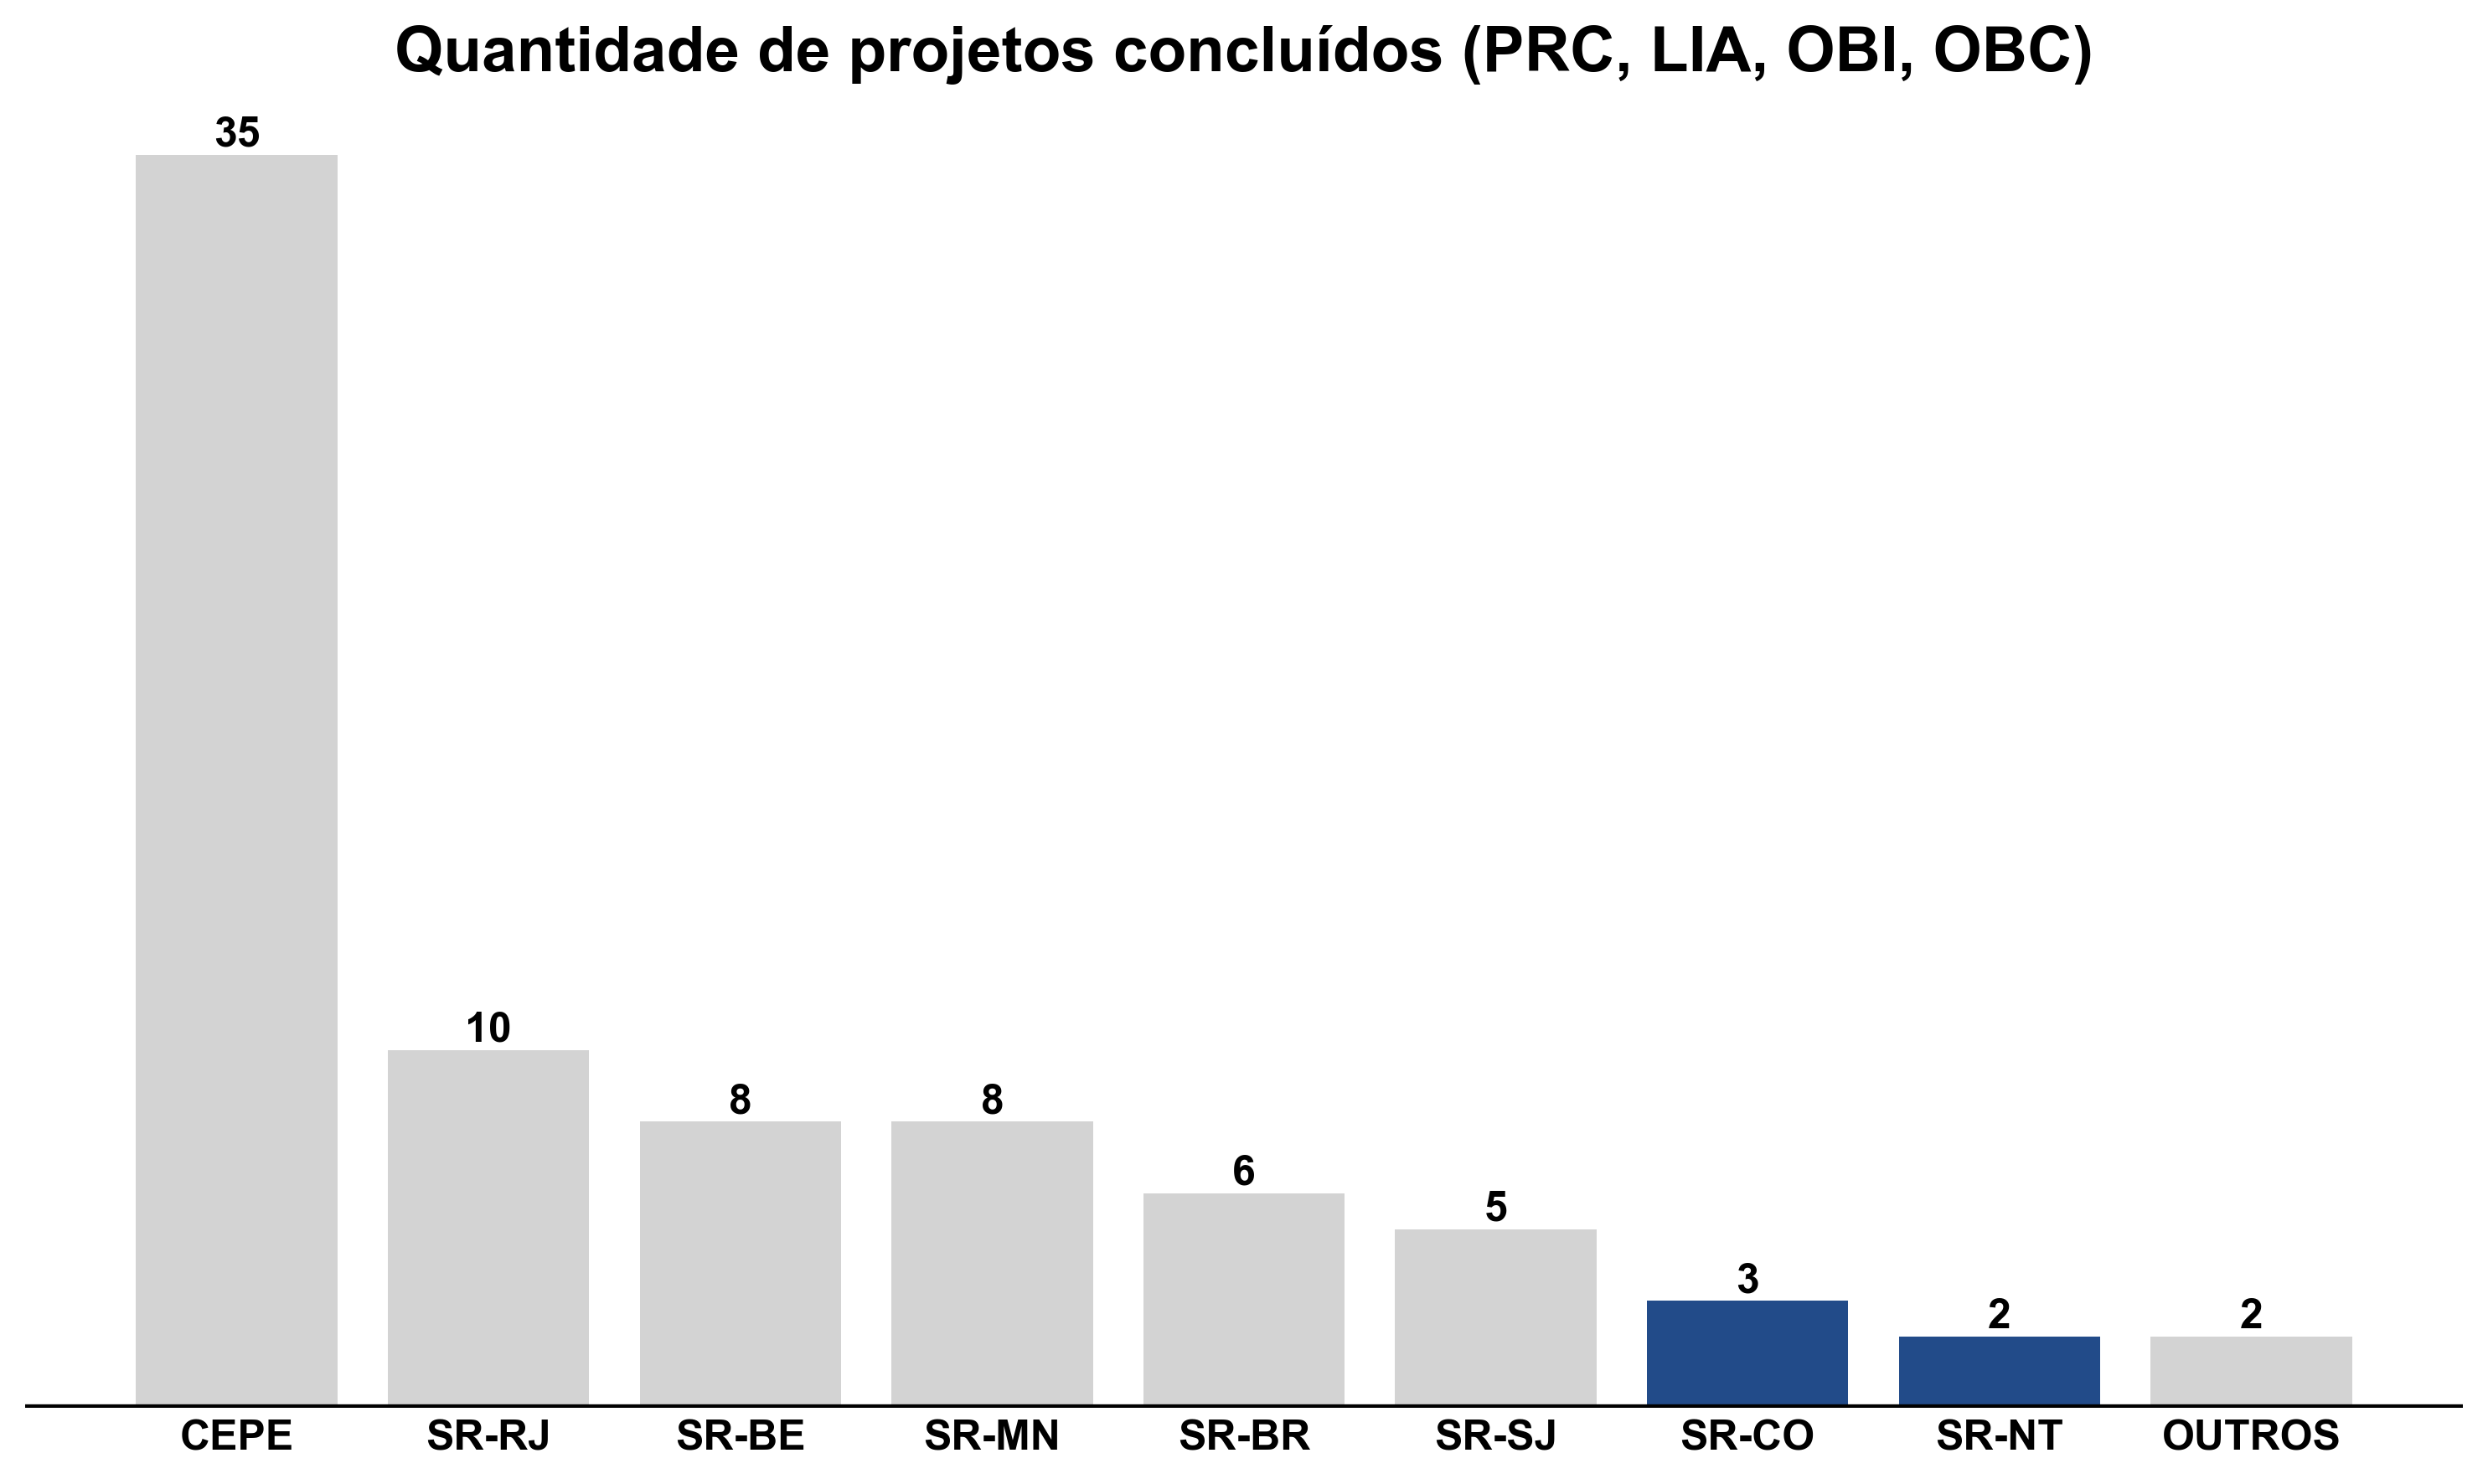 Quantidade de projetos concluídos (PRC, LIA, OBI, OBC)
35
10
8
8
6
5
3
2
2
CEPE
SR-RJ
SR-BE
SR-MN
SR-BR
SR-SJ
SR-CO
SR-NT
OUTROS